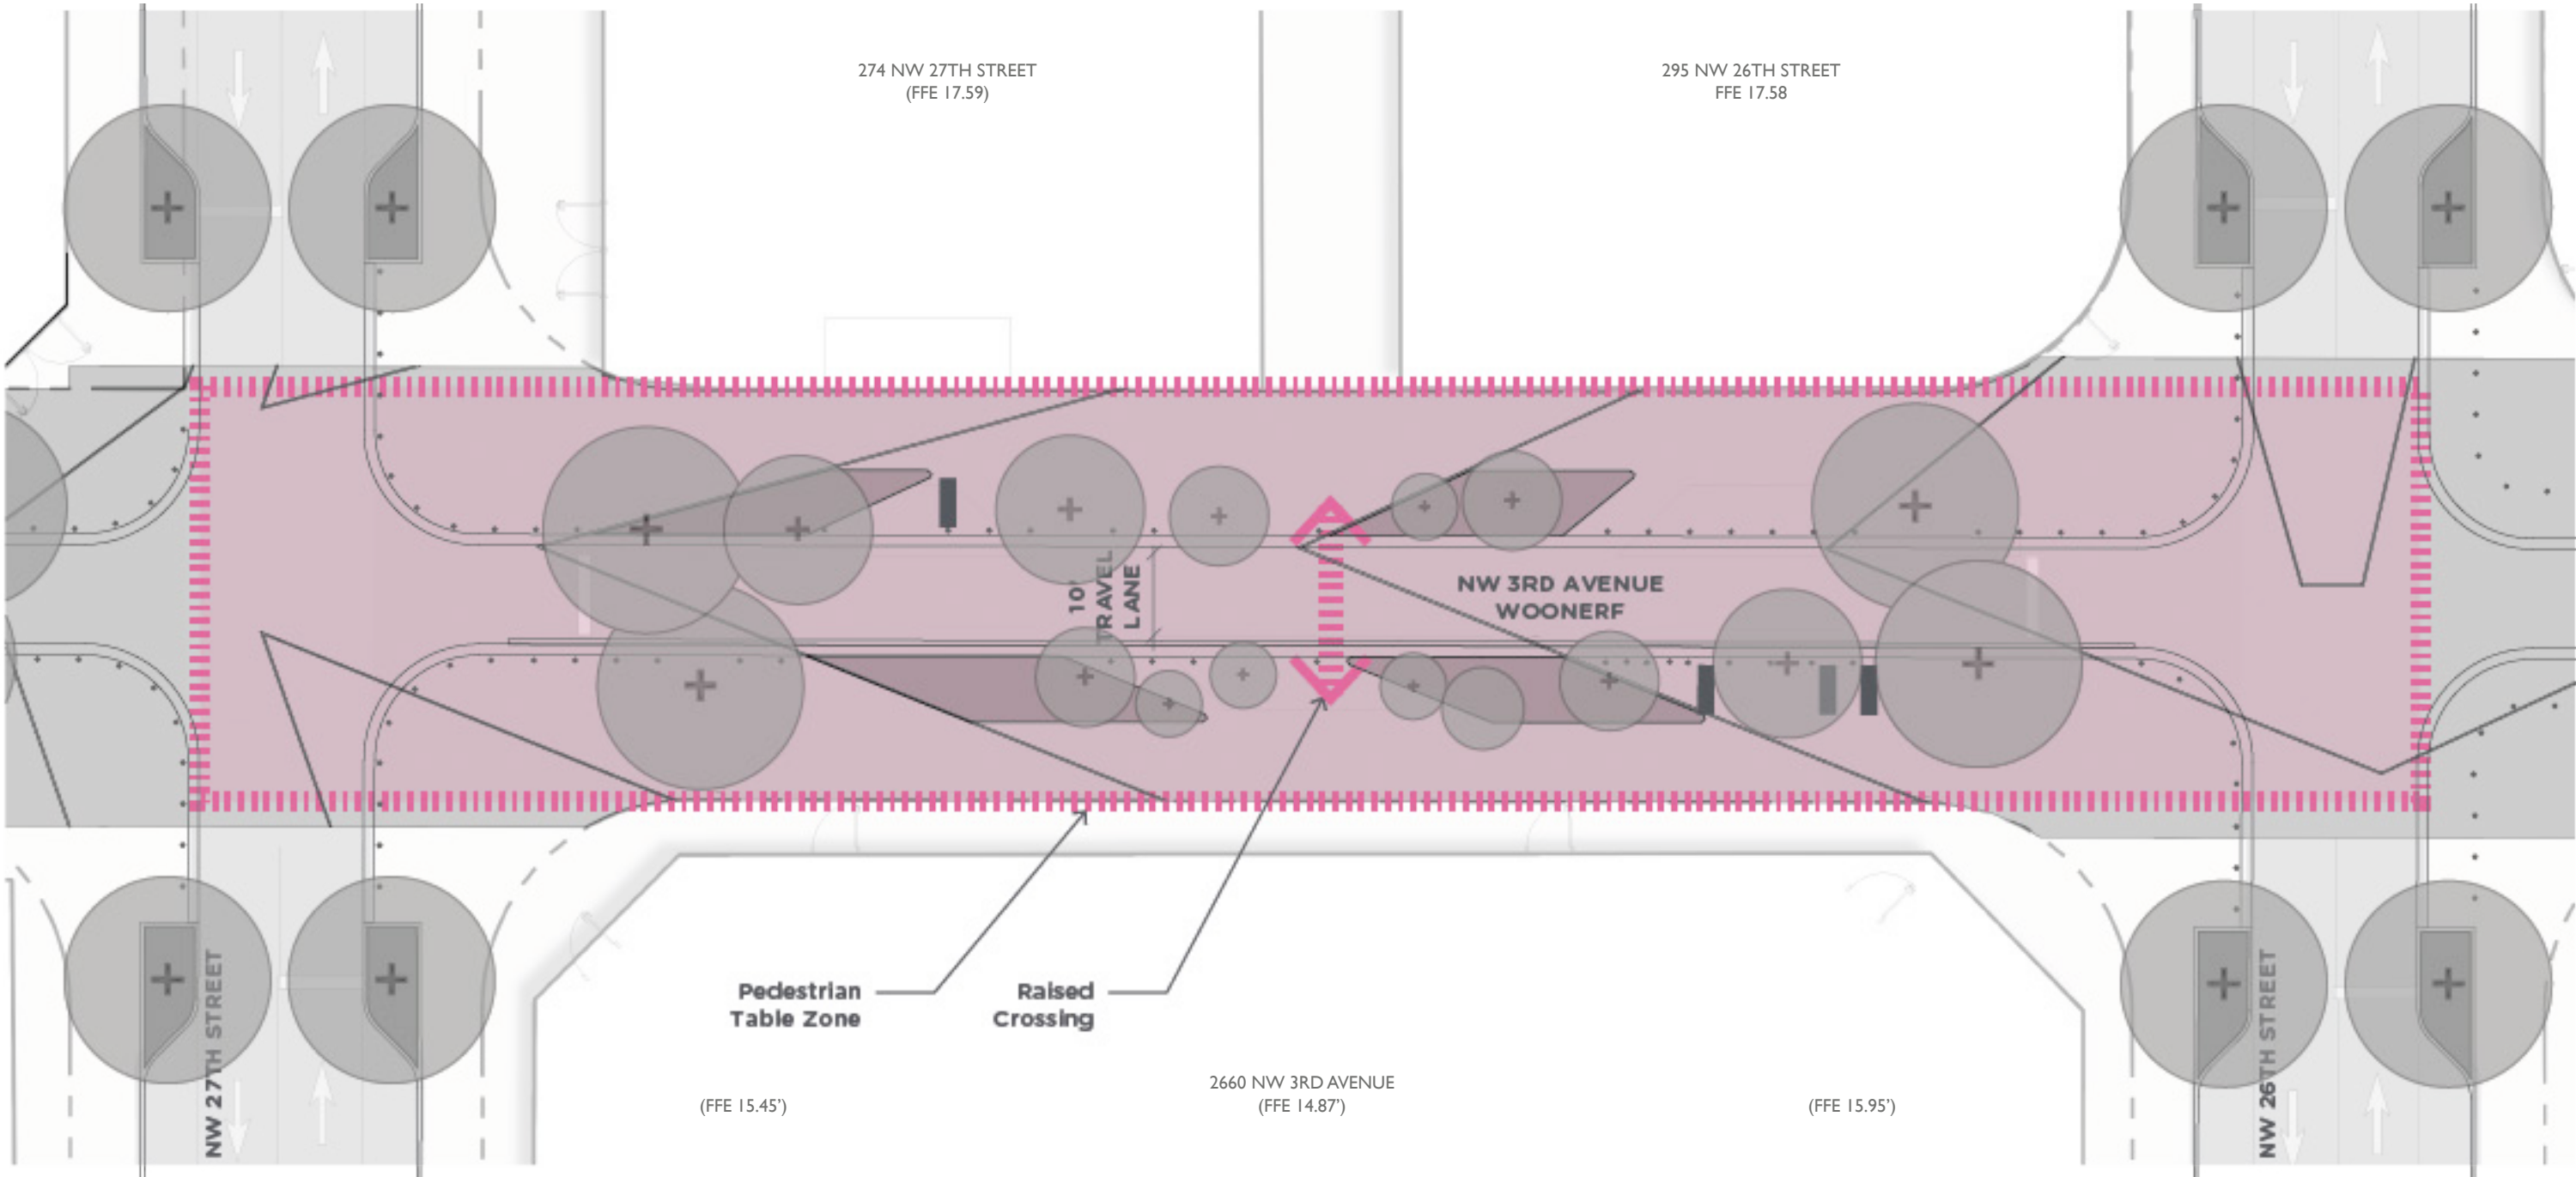 274 NW 27TH STREET
(FFE 17.59)
295 NW 26TH STREET
FFE 17.58
10'
TRAVEL
LANE
NW 3RD AVENUE
WOONERF
Pedestrian
Table Zone
Raised
Crossing
NW 27TH STREET
NW 26TH STREET
(FFE 15.45')
2660 NW 3RD AVENUE
(FFE 14.87')
(FFE 15.95')